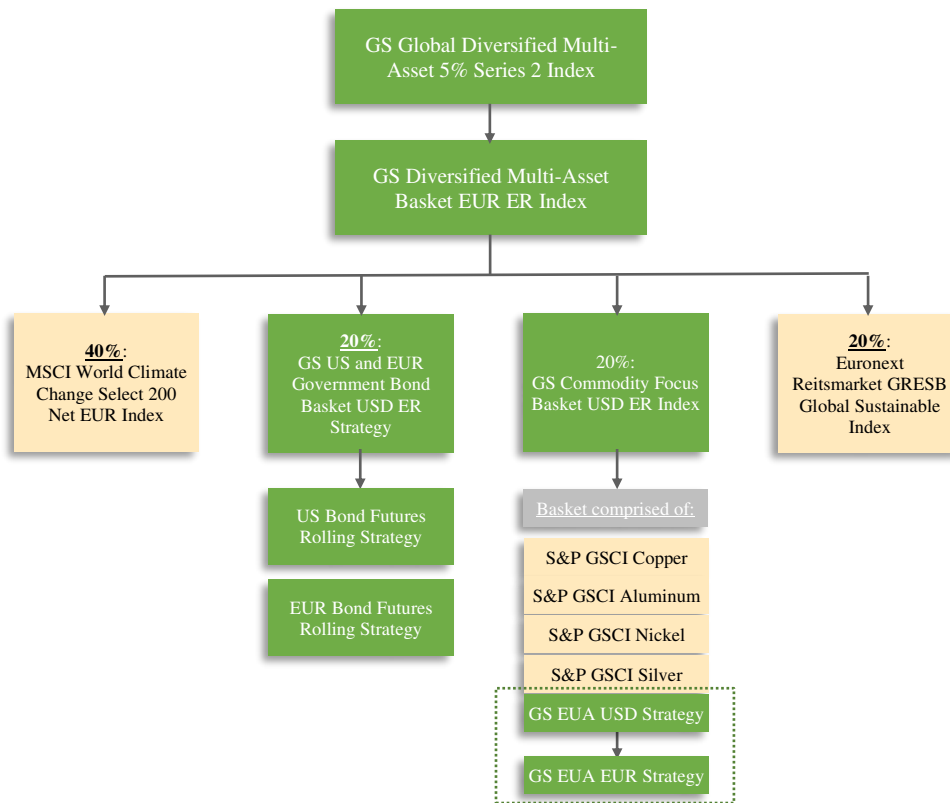 GS Global Diversified Multi-
Asset 5% Series 2 Index
GS Diversified Multi-Asset
Basket EUR ER Index
40%:
MSCI World Climate
Change Select 200
Net EUR Index
20%:
GS US and EUR
Government Bond
Basket USD ER
Strategy
20%:
GS Commodity Focus
Basket USD ER Index
20%:
Euronext
Reitsmarket GRESB
Global Sustainable
Index
US Bond Futures
Rolling Strategy
EUR Bond Futures
Rolling Strategy
Basket comprised of:
S&P GSCI Copper
S&P GSCI Aluminum
S&P GSCI Nickel
S&P GSCI Silver
GS EUA USD Strategy
GS EUA EUR Strategy